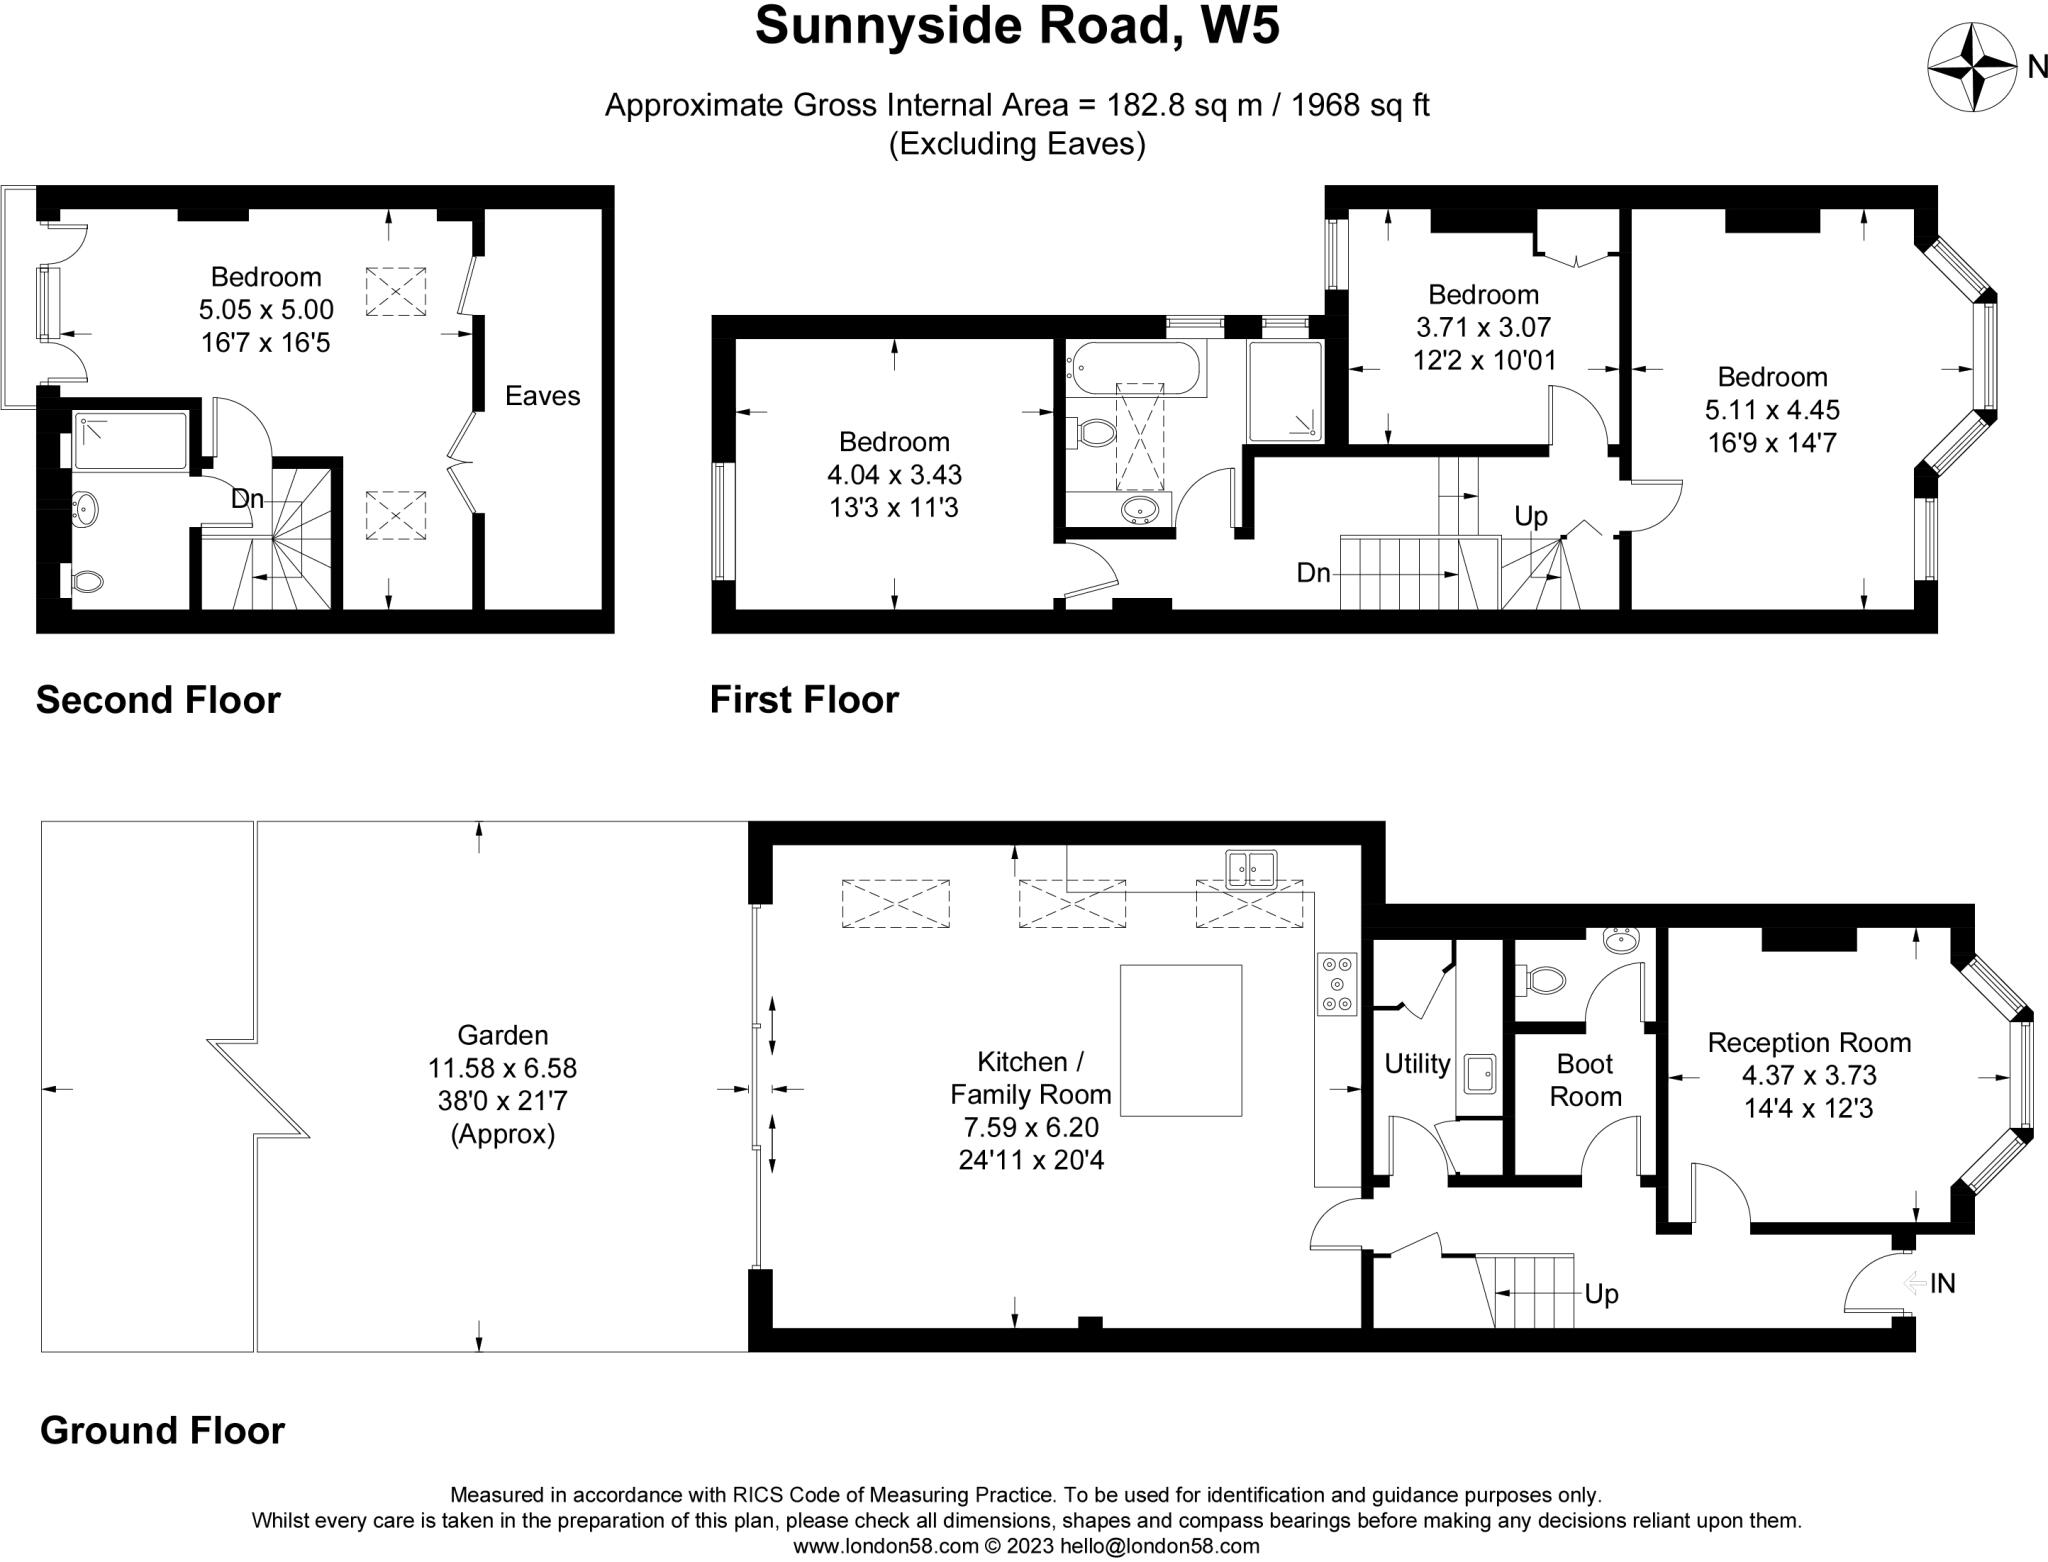 Sunnyside Road, W5
N
Approximate Gross Internal Area = 182.8 sq m / 1968 sq ft
(Excluding Eaves)
Bedroom
5.05 x 5.00
16'7 x 16'5
Eaves
Dn
Second Floor
Bedroom
4.04 x 3.43
13'3 x 11'3
Bedroom
3.71 x 3.07
12'2 x 10'01
Bedroom
5.11 x 4.45
16'9 x 14'7
Up
Dn
First Floor
Garden
11.58 x 6.58
38'0 x 21'7
(Approx)
Kitchen /
Family Room
7.59 x 6.20
24'11 x 20'4
Utility
Boot
Room
Reception Room
4.37 x 3.73
14'4 x 12'3
Up
IN
Ground Floor
Measured in accordance with RICS Code of Measuring Practice. To be used for identification and guidance purposes only.
Whilst every care is taken in the preparation of this plan, please check all dimensions, shapes and compass bearings before making any decisions reliant upon them.
www.london58.com © 2023 hello@london58.com